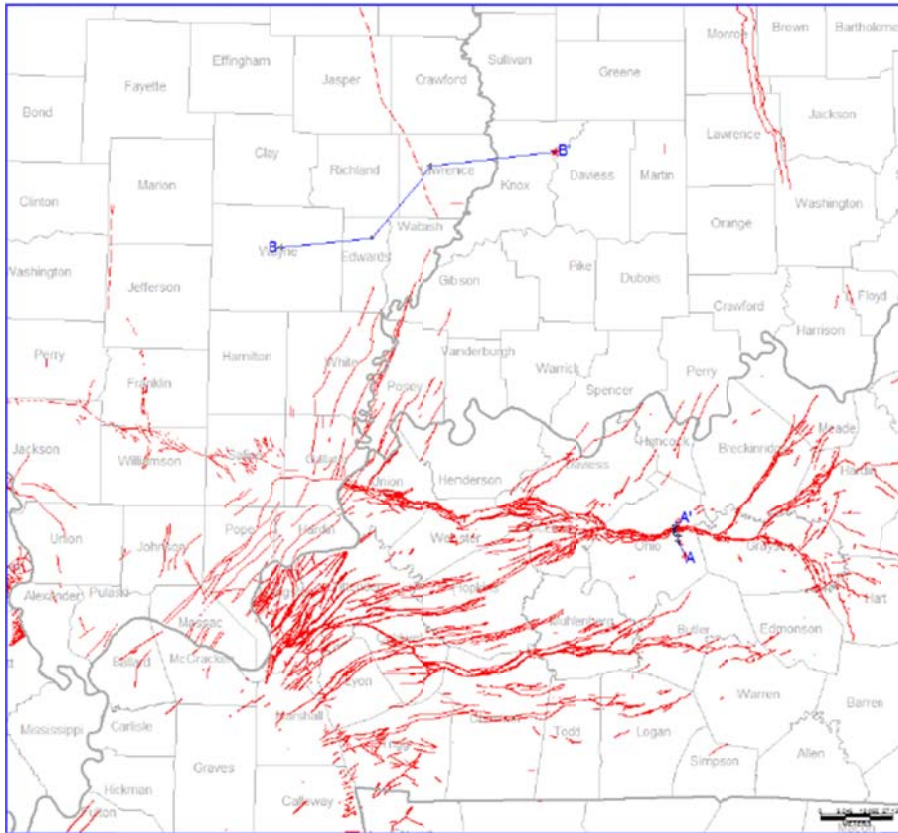 Effingham
Sullivan
Monroe
Brown
Bartholomew
Fayette
Jasper
Crawford
Greene
Bond
Jackson
Lawrence
Clay
B'
Richland
Lawrence
Knox
Daviess
Martin
Marion
Clinton
Washington
Orange
Wabash
B
Wayne
Edwards
Washington
Pike
Gibson
Dubois
Jefferson
Floyd
Crawford
Harrison
Perry
Hamilton
White
Vanderburgh
Warrick
Perry
Franklin
Posey
Spencer
Meade
Jackson
Hancock
Breckinridge
Williamson
Saline
Daviess
Hardin
Union
Henderson
A'
Union
Pope
Hardin
Johnson
Webster
Ohio
Grayson
A
Alexander
Pulaski
Hopkins
Hart
Massac
Muhlenberg
Butler
Edmonson
Ballard
McCracken
Lyon
Warren
Barren
Marshall
Mississippi
Carlisle
Todd
Logan
Allen
Graves
Simpson
Hickman
Calloway